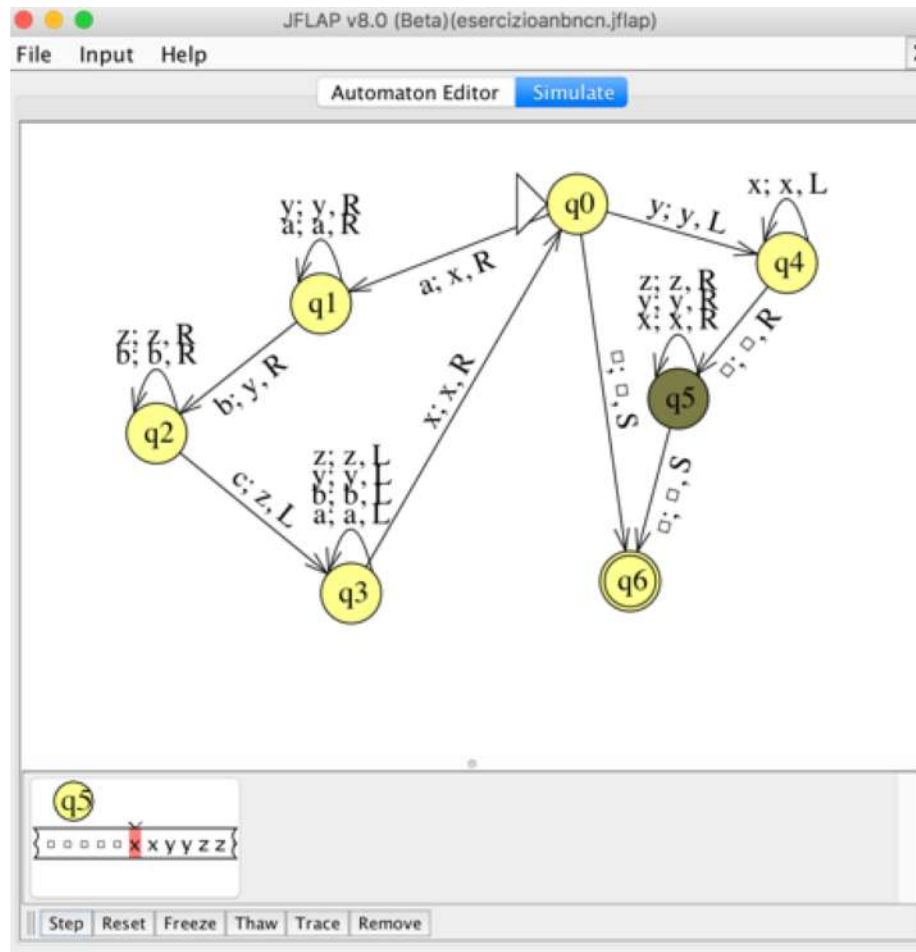 JFLAP v8.0 (Beta)(esercizioanbncn.jflap)
File Input Help
Automaton Editor Simulate
q0
x; x, L
y; y, L
q4
y; y, R
a; a, R
a; x, R
q1
z; z, R
y; y, R
x; x, R
□; □, R
q5
z; z, R
b; b, R
b; y, R
x; x, R
□; □, S
q2
c; z, L
z; z, L
y; y, L
b; b, L
a; a, L
□; □, S
q3
q6
q5
□ □ □ □ □ x x y y z z
Step Reset Freeze Thaw Trace Remove